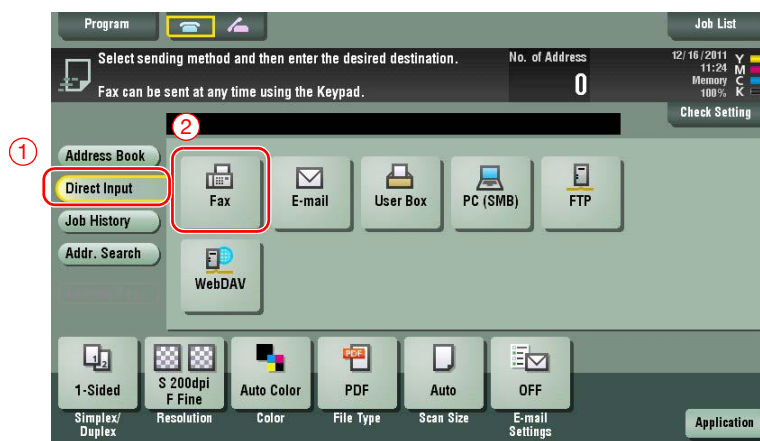 Program
Job List
Select sending method and then enter the desired destination.
No. of Address
12/16/2011
11:24
Memory
100%
Y
M
C
K
Fax can be sent at any time using the Keypad.
0
Check Setting
1
2
Address Book
Direct Input
Job History
Addr. Search
Fax
E-mail
User Box
PC (SMB)
FTP
WebDAV
1-Sided
S 200dpi
F Fine
Auto Color
PDF
PDF
Auto
OFF
Simplex/
Duplex
Resolution
Color
File Type
Scan Size
E-mail
Settings
Application